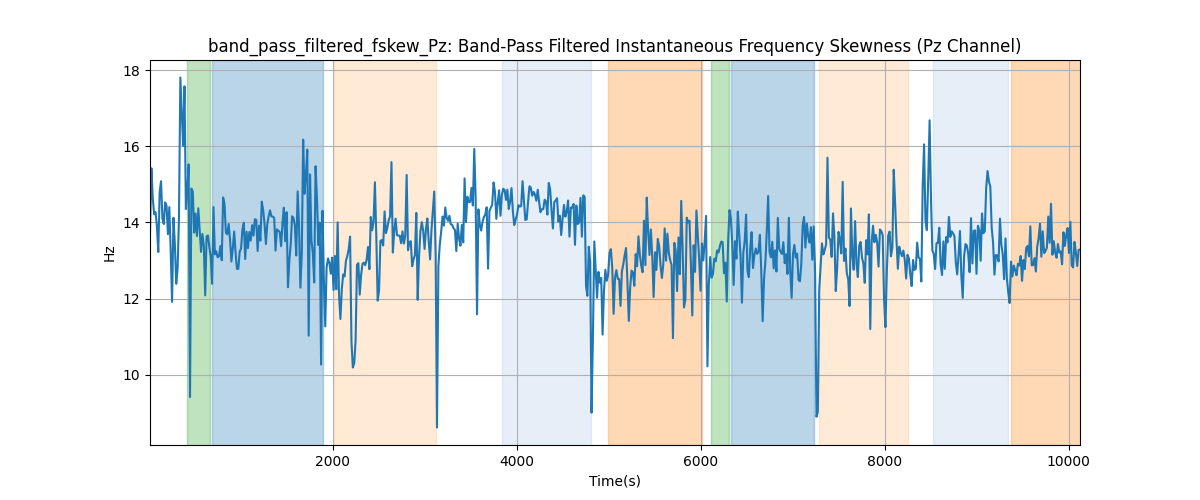 band_pass_filtered_fskew_Pz: Band-Pass Filtered Instantaneous Frequency Skewness (Pz Channel)
18
16
14
12
10
Hz
2000 4000 6000 8000 10000
Time(s)